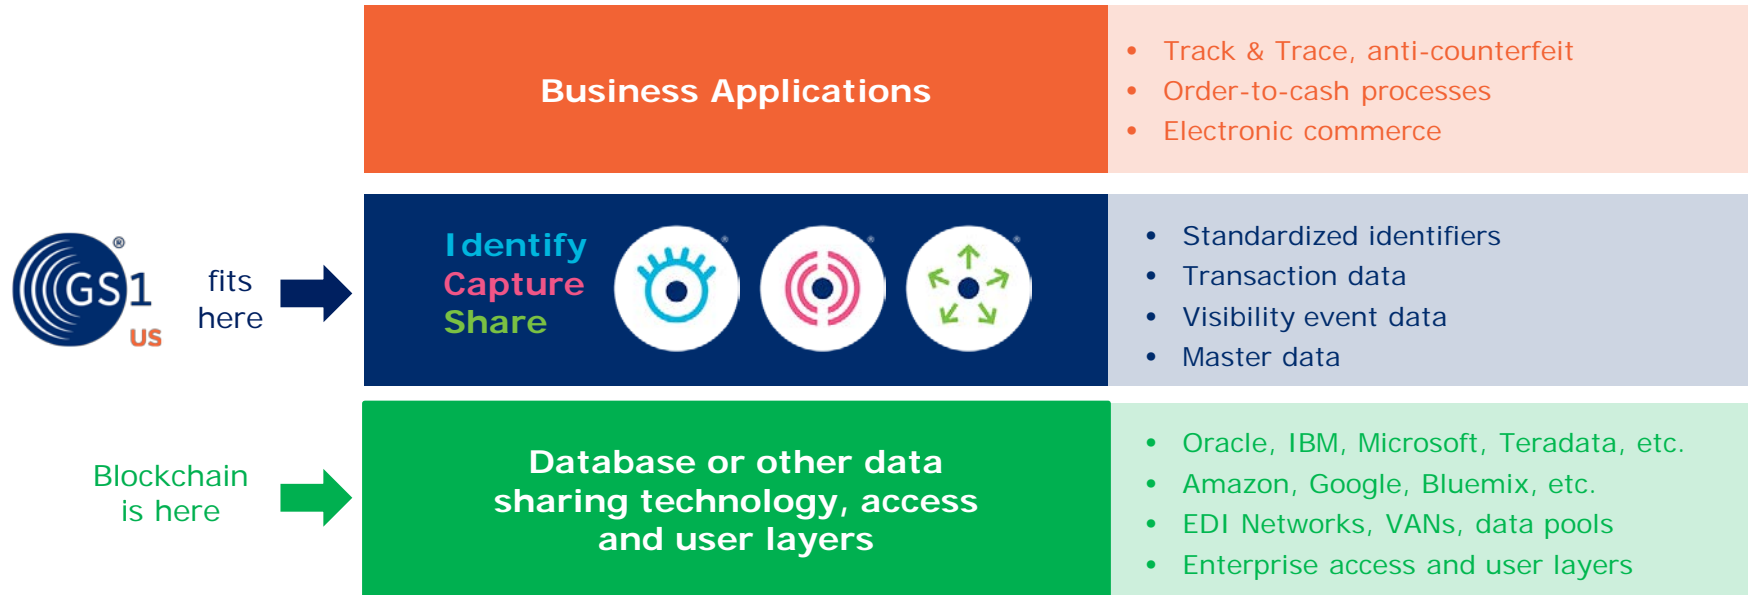 Business Applications
• Track & Trace, anti-counterfeit
• Order-to-cash processes
• Electronic commerce
GS1
®
US
fits
here
Identify
Capture
Share
®
®
®
• Standardized identifiers
• Transaction data
• Visibility event data
• Master data
Blockchain
is here
Database or other data
sharing technology, access
and user layers
• Oracle, IBM, Microsoft, Teradata, etc.
• Amazon, Google, Bluemix, etc.
• EDI Networks, VANs, data pools
• Enterprise access and user layers